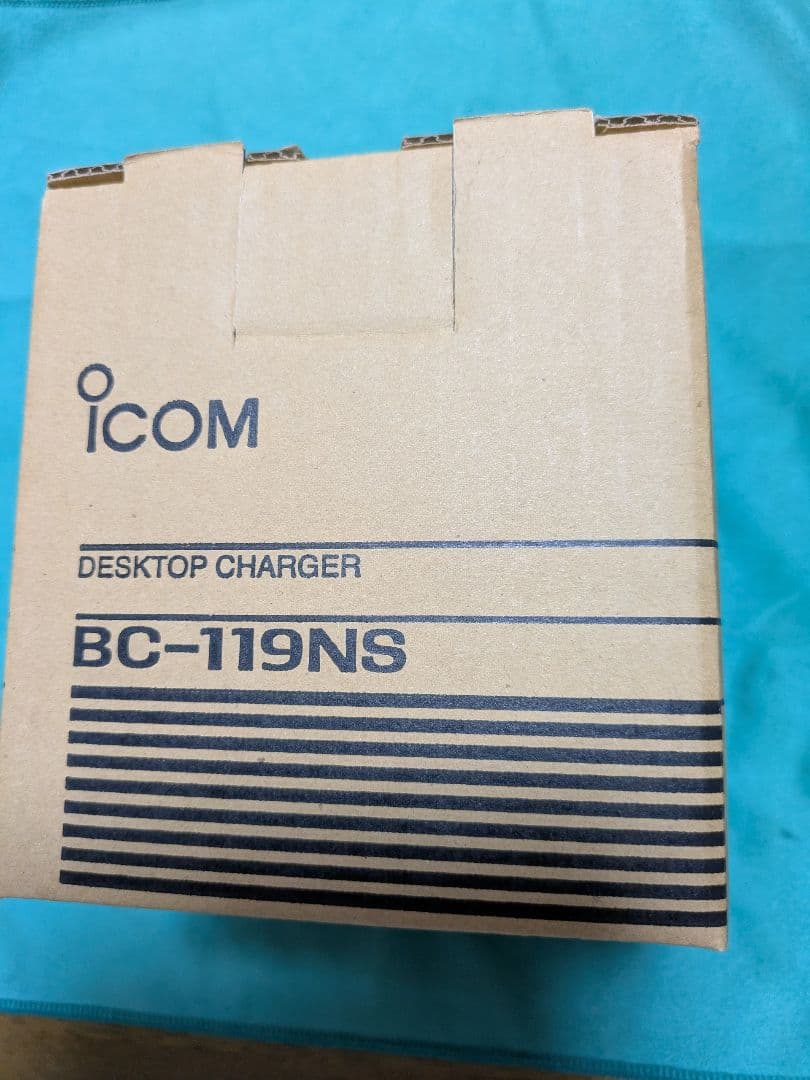 iCOM
DESKTOP CHARGER
BC-119NS